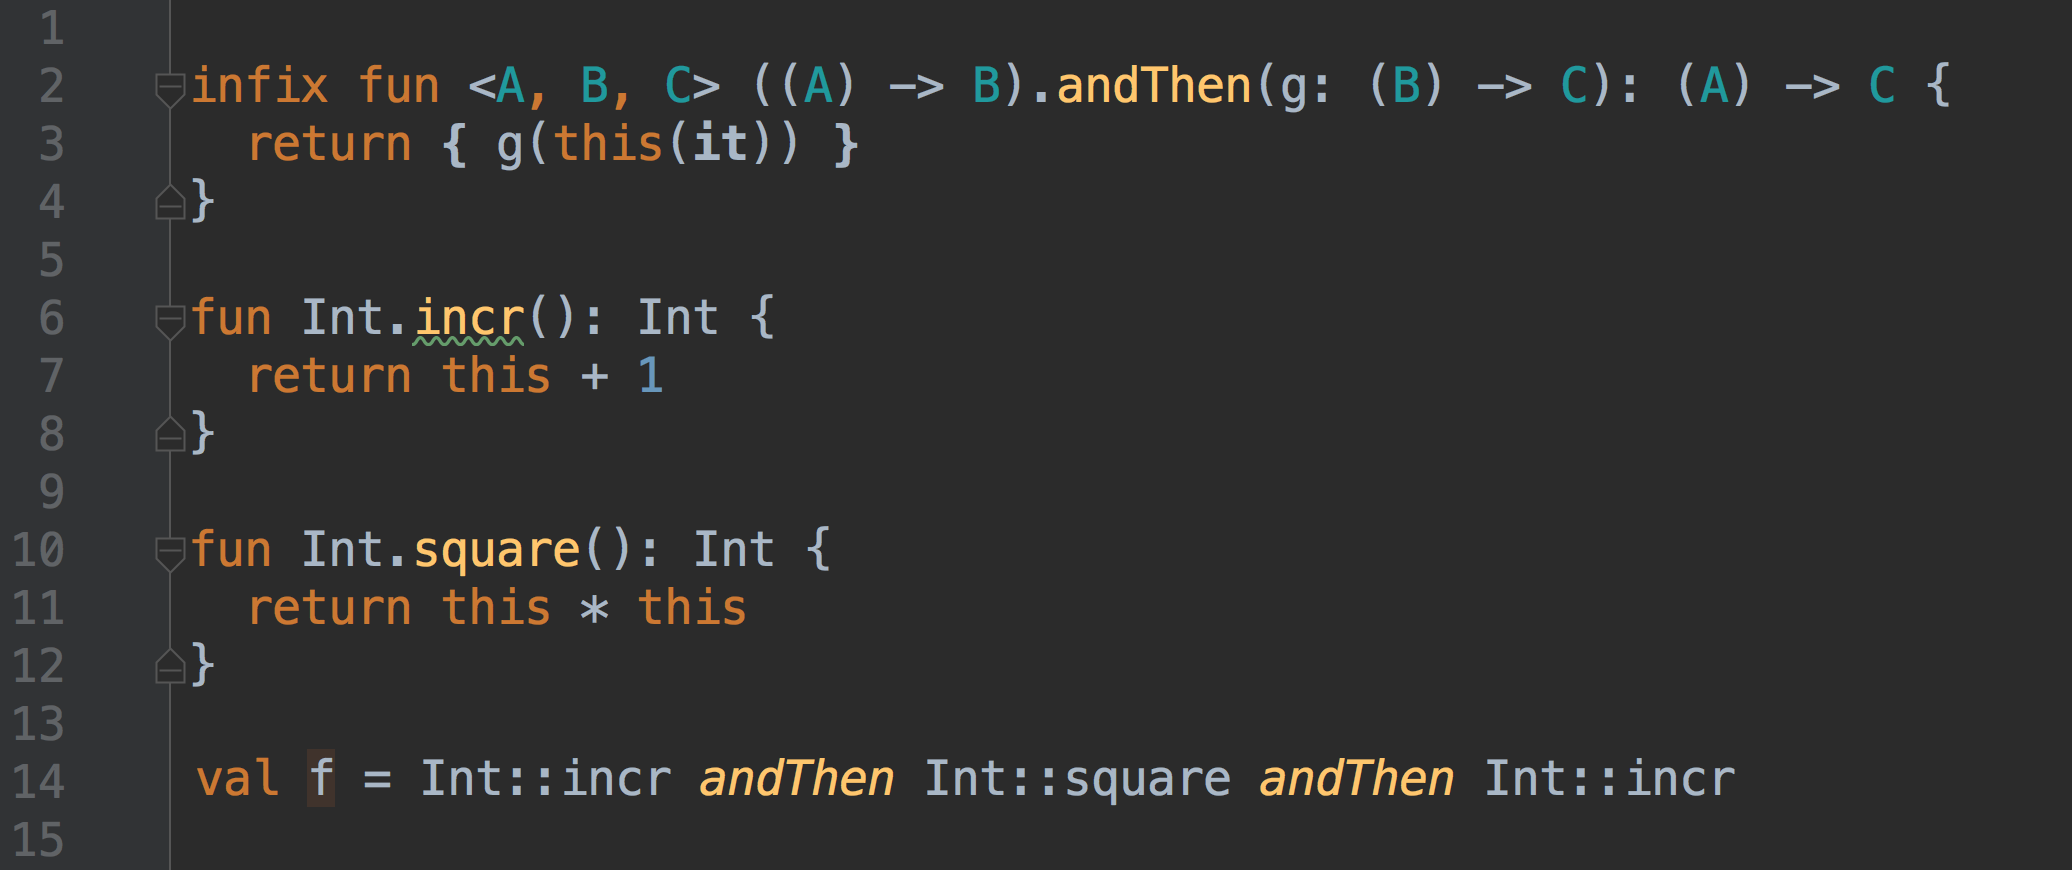 1
2 infix fun <A, B, C> ((A) -> B).andThen(g: (B) -> C): (A) -> C {
3   return { g(this(it)) }
4 }
5
6 fun Int.incr(): Int {
7   return this + 1
8 }
9
10 fun Int.square(): Int {
11   return this * this
12 }
13
14 val f = Int::incr andThen Int::square andThen Int::incr
15